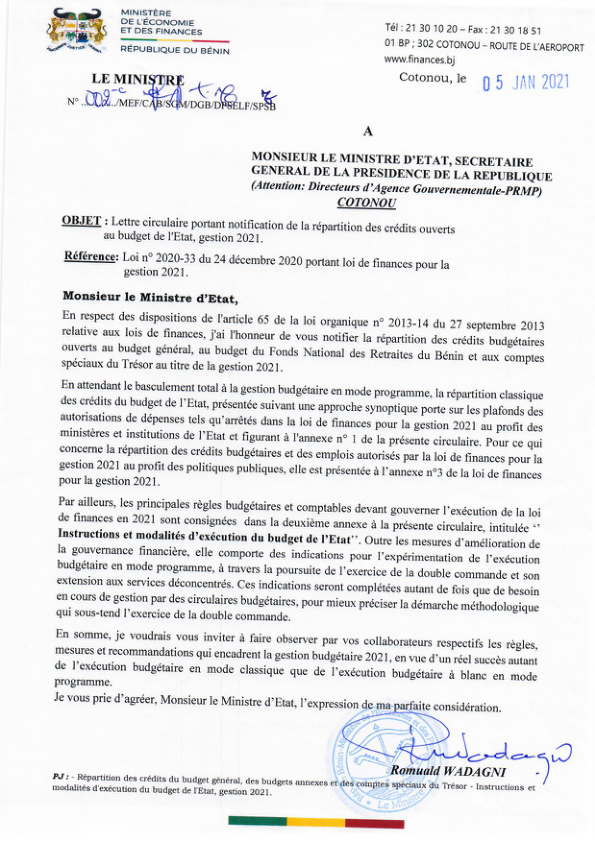 MINISTÈRE
DE L'ÉCONOMIE
ET DES FINANCES
RÉPUBLIQUE DU BÉNIN
Tél : 21 30 10 20 – Fax : 21 30 18 51
01 BP ; 302 COTONOU – ROUTE DE L'AEROPORT
www.finances.bj
Cotonou, le 05 JAN 2021
LE MINISTRE
N° 002-c /MEF/CAB/SGM/DGB/DPSELF/SPSB
A
MONSIEUR LE MINISTRE D'ETAT, SECRETAIRE
GENERAL DE LA PRESIDENCE DE LA REPUBLIQUE
(Attention: Directeurs d'Agence Gouvernementale-PRMP)
COTONOU
OBJET : Lettre circulaire portant notification de la répartition des crédits ouverts
au budget de l'Etat, gestion 2021.
Référence: Loi n° 2020-33 du 24 décembre 2020 portant loi de finances pour la
gestion 2021.
Monsieur le Ministre d'Etat,
En respect des dispositions de l'article 65 de la loi organique n° 2013-14 du 27 septembre 2013
relative aux lois de finances, j'ai l'honneur de vous notifier la répartition des crédits budgétaires
ouverts au budget général, au budget du Fonds National des Retraites du Bénin et aux comptes
spéciaux du Trésor au titre de la gestion 2021.
En attendant le basculement total à la gestion budgétaire en mode programme, la répartition classique
des crédits du budget de l'Etat, présentée suivant une approche synoptique porte sur les plafonds des
autorisations de dépenses tels qu'arrêtés dans la loi de finances pour la gestion 2021 au profit des
ministères et institutions de l'Etat et figurant à l'annexe n° 1 de la présente circulaire. Pour ce qui
concerne la répartition des crédits budgétaires et des emplois autorisés par la loi de finances pour la
gestion 2021 au profit des politiques publiques, elle est présentée à l'annexe n°3 de la loi de finances
pour la gestion 2021.
Par ailleurs, les principales règles budgétaires et comptables devant gouverner l'exécution de la loi
de finances en 2021 sont consignées dans la deuxième annexe à la présente circulaire, intitulée ''
Instructions et modalités d'exécution du budget de l'Etat''. Outre les mesures d'amélioration de
la gouvernance financière, elle comporte des indications pour l'expérimentation de l'exécution
budgétaire en mode programme, à travers la poursuite de l'exercice de la double commande et son
extension aux services déconcentrés. Ces indications seront complétées autant de fois que de besoin
en cours de gestion par des circulaires budgétaires, pour mieux préciser la démarche méthodologique
qui sous-tend l'exercice de la double commande.
En somme, je voudrais vous inviter à faire observer par vos collaborateurs respectifs les règles,
mesures et recommandations qui encadrent la gestion budgétaire 2021, en vue d'un réel succès autant
de l'exécution budgétaire en mode classique que de l'exécution budgétaire à blanc en mode
programme.
Je vous prie d'agréer, Monsieur le Ministre d'Etat, l'expression de ma parfaite considération.
Romuald WADAGNI
PJ : - Répartition des crédits du budget général, des budgets annexes et des comptes spéciaux du Trésor - Instructions et
modalités d'exécution du budget de l'Etat, gestion 2021.